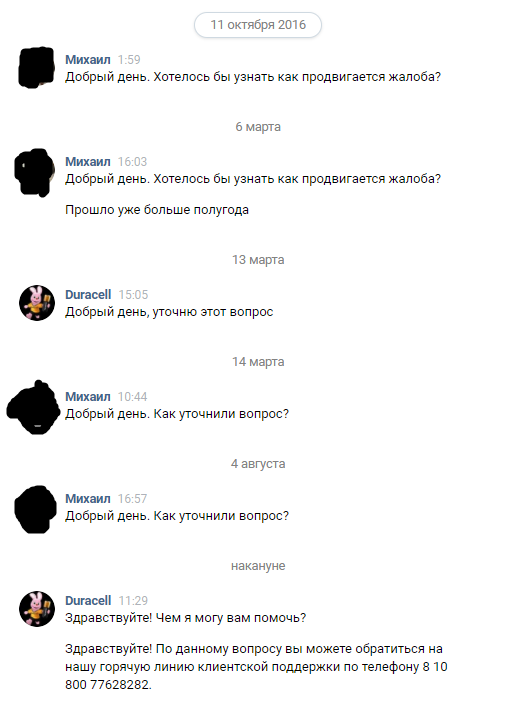 11 октября 2016
Михаил 1:59
Добрый день. Хотелось бы узнать как продвигается жалоба?
6 марта
Михаил 16:03
Добрый день. Хотелось бы узнать как продвигается жалоба?
Прошло уже больше полугода
13 марта
Duracell 15:05
Добрый день, уточню этот вопрос
14 марта
Михаил 10:44
Добрый день. Как уточнили вопрос?
4 августа
Михаил 16:57
Добрый день. Как уточнили вопрос?
накануне
Duracell 11:29
Здравствуйте! Чем я могу вам помочь?
Здравствуйте! По данному вопросу вы можете обратиться на
нашу горячую линию клиентской поддержки по телефону 8 10
800 77628282.